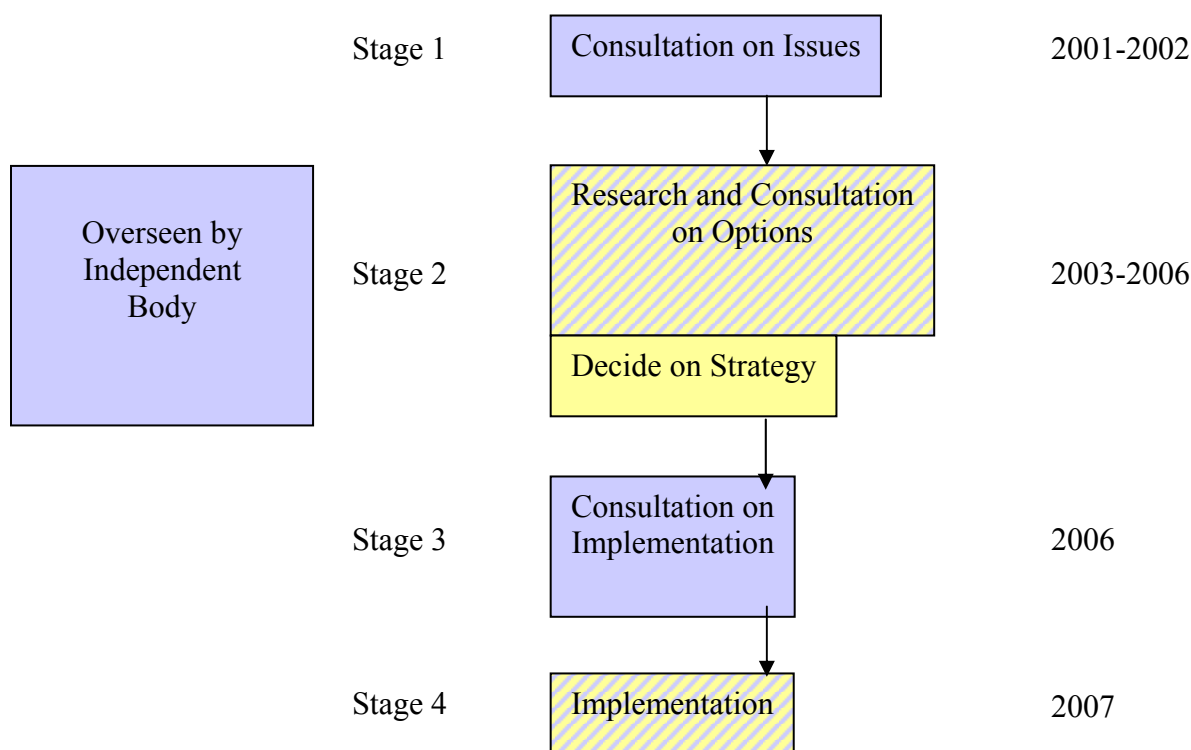 Stage 1
Consultation on Issues
2001-2002
Overseen by
Independent
Body
Stage 2
Research and Consultation
on Options
2003-2006
Decide on Strategy
Stage 3
Consultation on
Implementation
2006
Stage 4
Implementation
2007